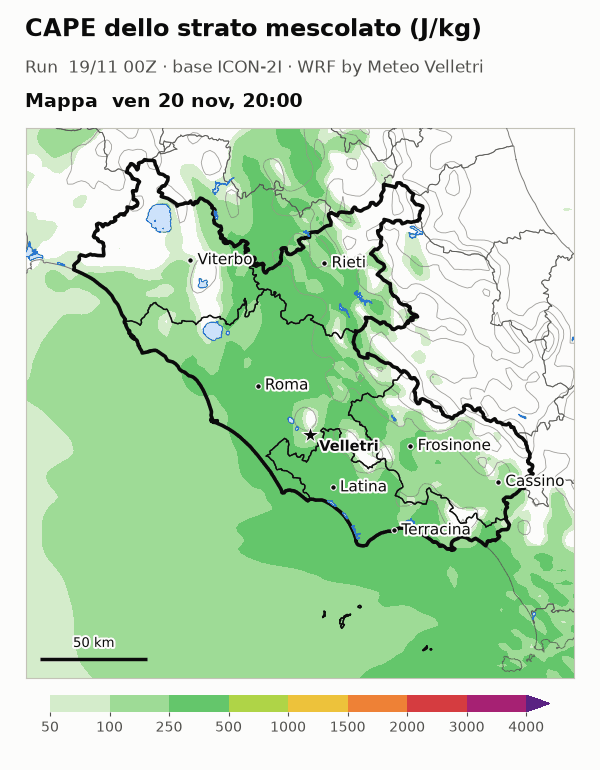 CAPE dello strato mescolato (J/kg)
Run  19/11 00Z · base ICON-2I · WRF by Meteo Velletri
Mappa  ven 20 nov, 20:00
Viterbo
Rieti
Roma
Velletri
Frosinone
Latina
Cassino
Terracina
50 km
50 100 250 500 1000 1500 2000 3000 4000